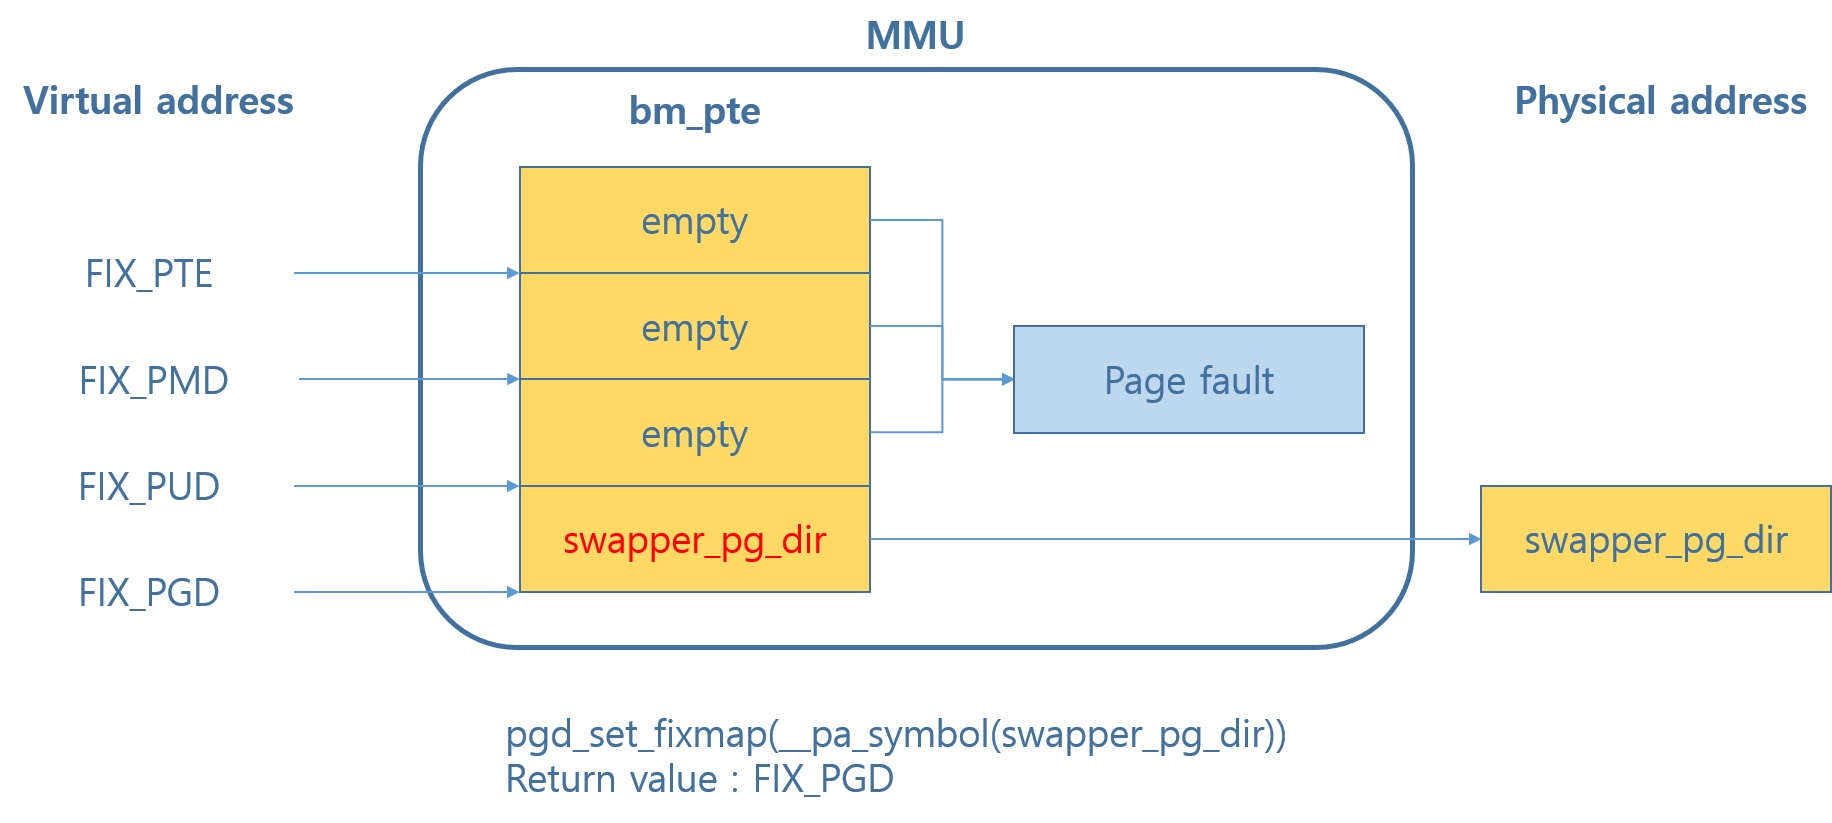 MMU
Virtual address
bm_pte
Physical address
empty
FIX_PTE
empty
FIX_PMD
Page fault
empty
FIX_PUD
swapper_pg_dir
swapper_pg_dir
FIX_PGD
pgd_set_fixmap(__pa_symbol(swapper_pg_dir))
Return value : FIX_PGD